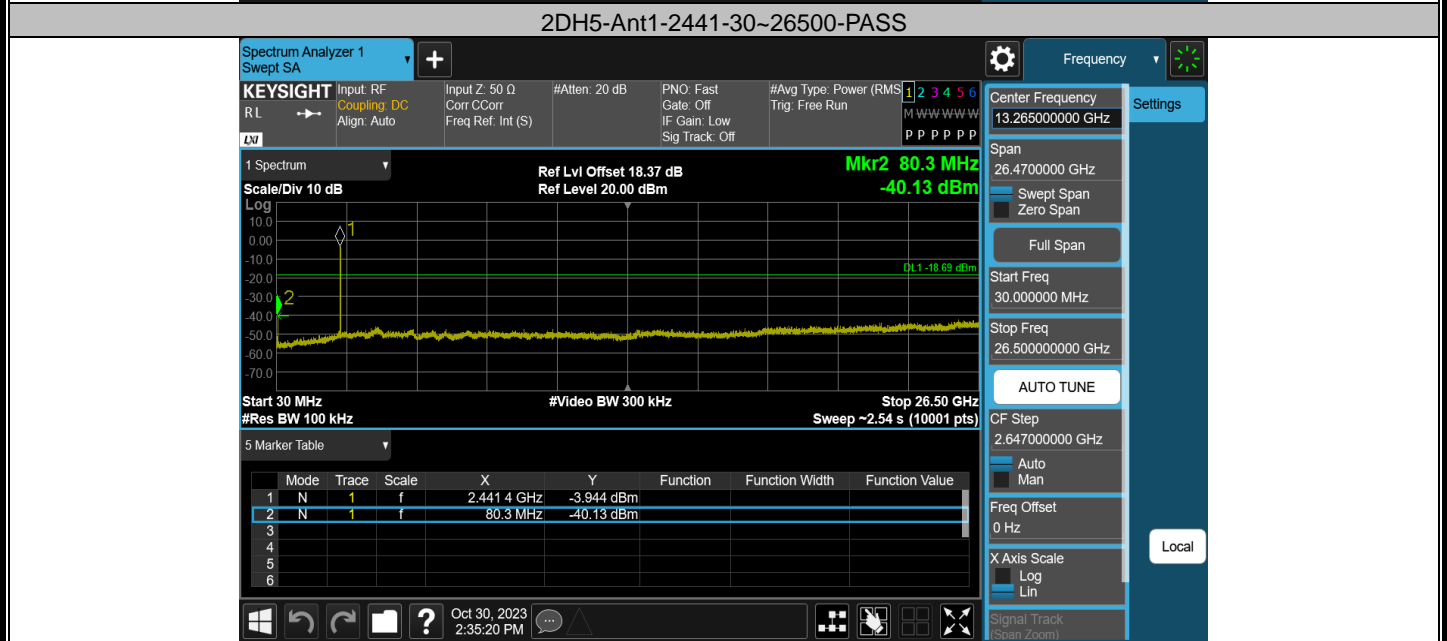 2DH5-Ant1-2441-30~26500-PASS
Spectrum Analyzer 1
Swept SA
+
Frequency
KEYSIGHT
RL
LXI
Input: RF
Coupling: DC
Align: Auto
Input Z: 50 Ω
Corr CCorr
Freq Ref: Int (S)
#Atten: 20 dB
PNO: Fast
Gate: Off
IF Gain: Low
Sig Track: Off
#Avg Type: Power (RMS
Trig: Free Run
1 2 3 4 5 6
M W W W W W
P P P P P P
Center Frequency
13.265000000 GHz
Settings
Span
26.4700000 GHz
Swept Span
Zero Span
Full Span
Start Freq
30.000000 MHz
Stop Freq
26.500000000 GHz
AUTO TUNE
CF Step
2.647000000 GHz
Auto
Man
Freq Offset
0 Hz
X Axis Scale
Log
Lin
Signal Track
(Span Zoom)
Local
1 Spectrum
Scale/Div 10 dB
Log
Ref Lvl Offset 18.37 dB
Ref Level 20.00 dBm
Mkr2 80.3 MHz
-40.13 dBm
10.0
0.00
-10.0
-20.0
-30.0
-40.0
-50.0
-60.0
-70.0
1
2
DL1 -18.69 dBm
Start 30 MHz
#Video BW 300 kHz
Stop 26.50 GHz
#Res BW 100 kHz
Sweep ~2.54 s (10001 pts)
5 Marker Table
Mode Trace Scale X Y Function Function Width Function Value
1 N 1 f 2.441 4 GHz -3.944 dBm
2 N 1 f 80.3 MHz -40.13 dBm
3
4
5
6
?
Oct 30, 2023
2:35:20 PM